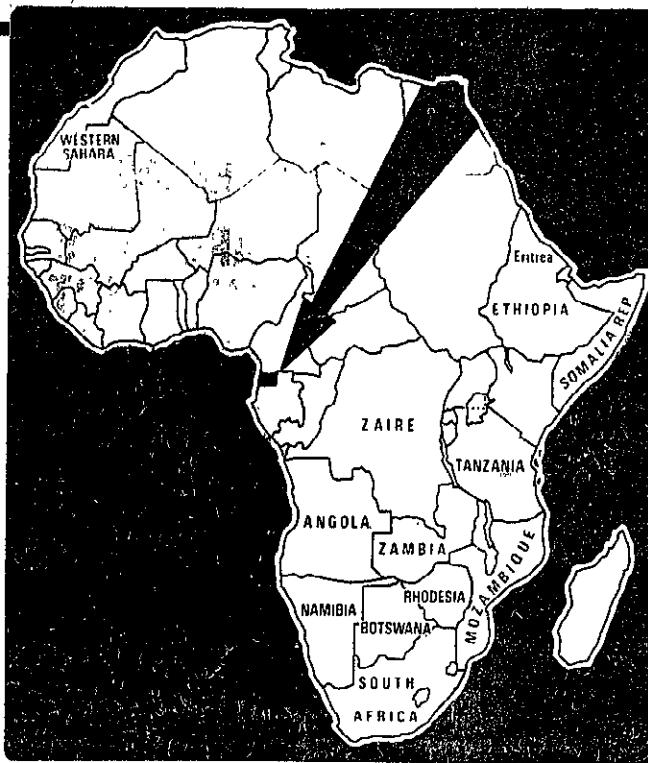 WESTERN
SAHARA
Eritrea
ETHIOPIA
SOMALIA REP
ZAIRE
TANZANIA
ANGOLA
ZAMBIA
MOZAMBIQUE
RHODESIA
NAMIBIA
BOTSWANA
SOUTH
AFRICA